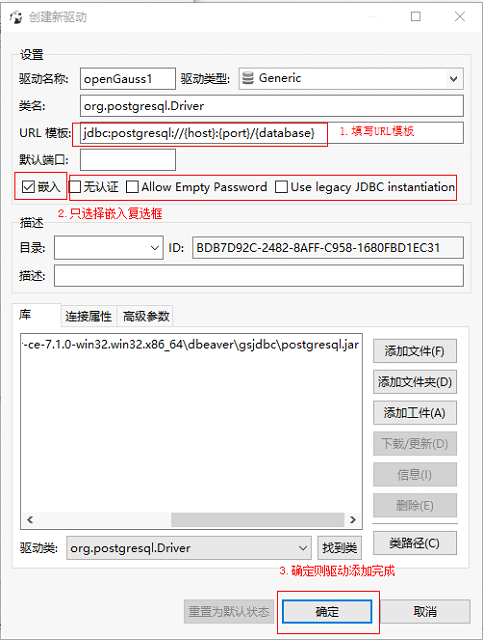 创建新驱动
设置
驱动名称: openGauss1 驱动类型: Generic
类名: org.postgresql.Driver
URL 模板: jdbc:postgresql://{host}:{port}/{database} 1. 填写URL模板
默认端口:
嵌入 无认证 Allow Empty Password Use legacy JDBC instantiation
2. 只选择嵌入复选框
描述
目录: ID: BDB7D92C-2482-8AFF-C958-1680FBD1EC31
描述:
库 连接属性 高级参数
-ce-7.1.0-win32.win32.x86_64\dbeaver\gsjdbc\postgresql.jar
添加文件(F)
添加文件夹(D)
添加工件(A)
下载/更新(D)
信息(I)
删除(E)
类路径(C)
驱动类: org.postgresql.Driver 找到类
3. 确定则驱动添加完成
重置为默认状态 确定 取消